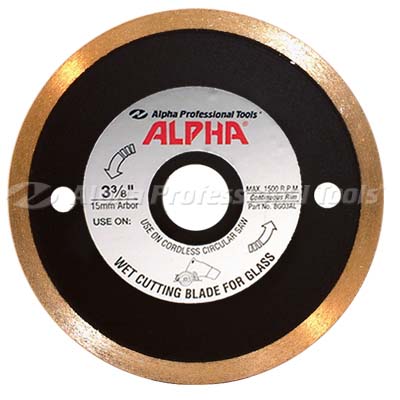 Alpha Professional Tools®
ALPHA®
3⅜"
15mm Arbor
USE ON:
MAX. 1500 R.P.M
Continuous Rim
Part No. BG03AL
USE ON CORDLESS CIRCULAR SAW
WET CUTTING BLADE FOR GLASS
Alpha Professional Tools®